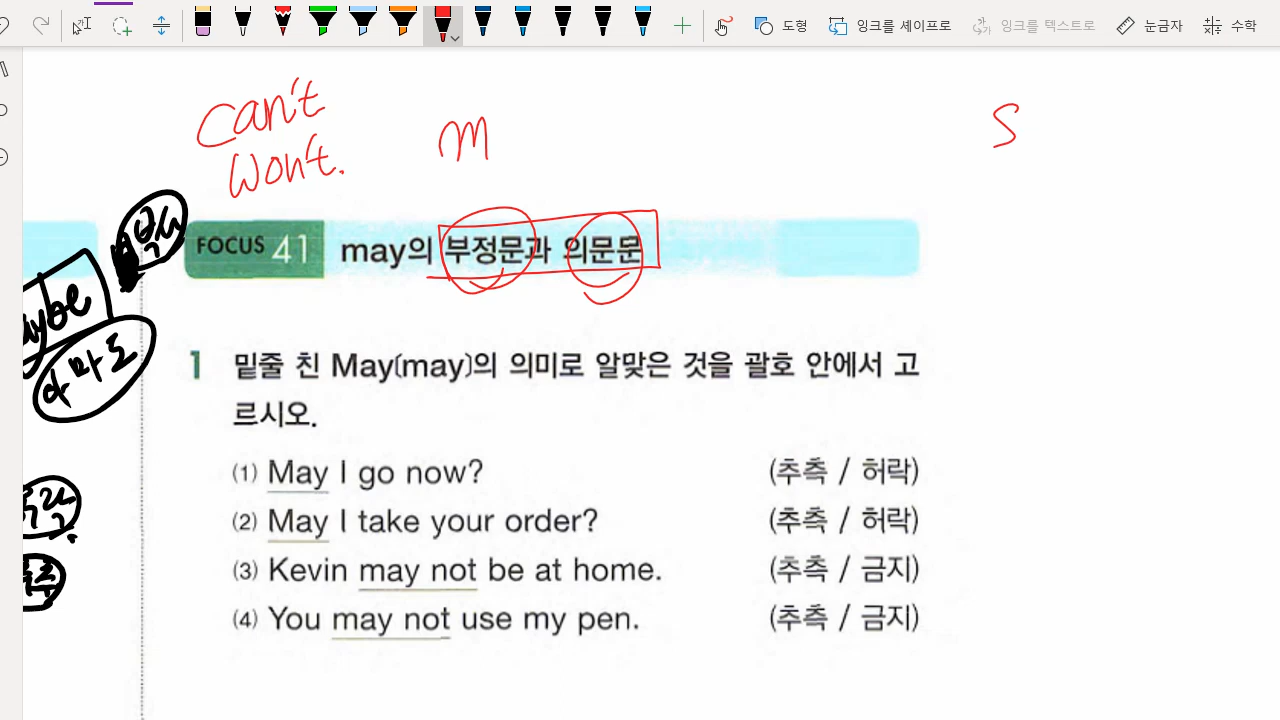 도형
잉크를 셰이프로
잉크를 텍스트로
눈금자
수학
Can't
Won't.
M
S
FOCUS 41 may의 부정문과 의문문
아마도
1 밑줄 친 May(may)의 의미로 알맞은 것을 괄호 안에서 고
르시오.
(1) May I go now? (추측 / 허락)
(2) May I take your order? (추측 / 허락)
(3) Kevin may not be at home. (추측 / 금지)
(4) You may not use my pen. (추측 / 금지)